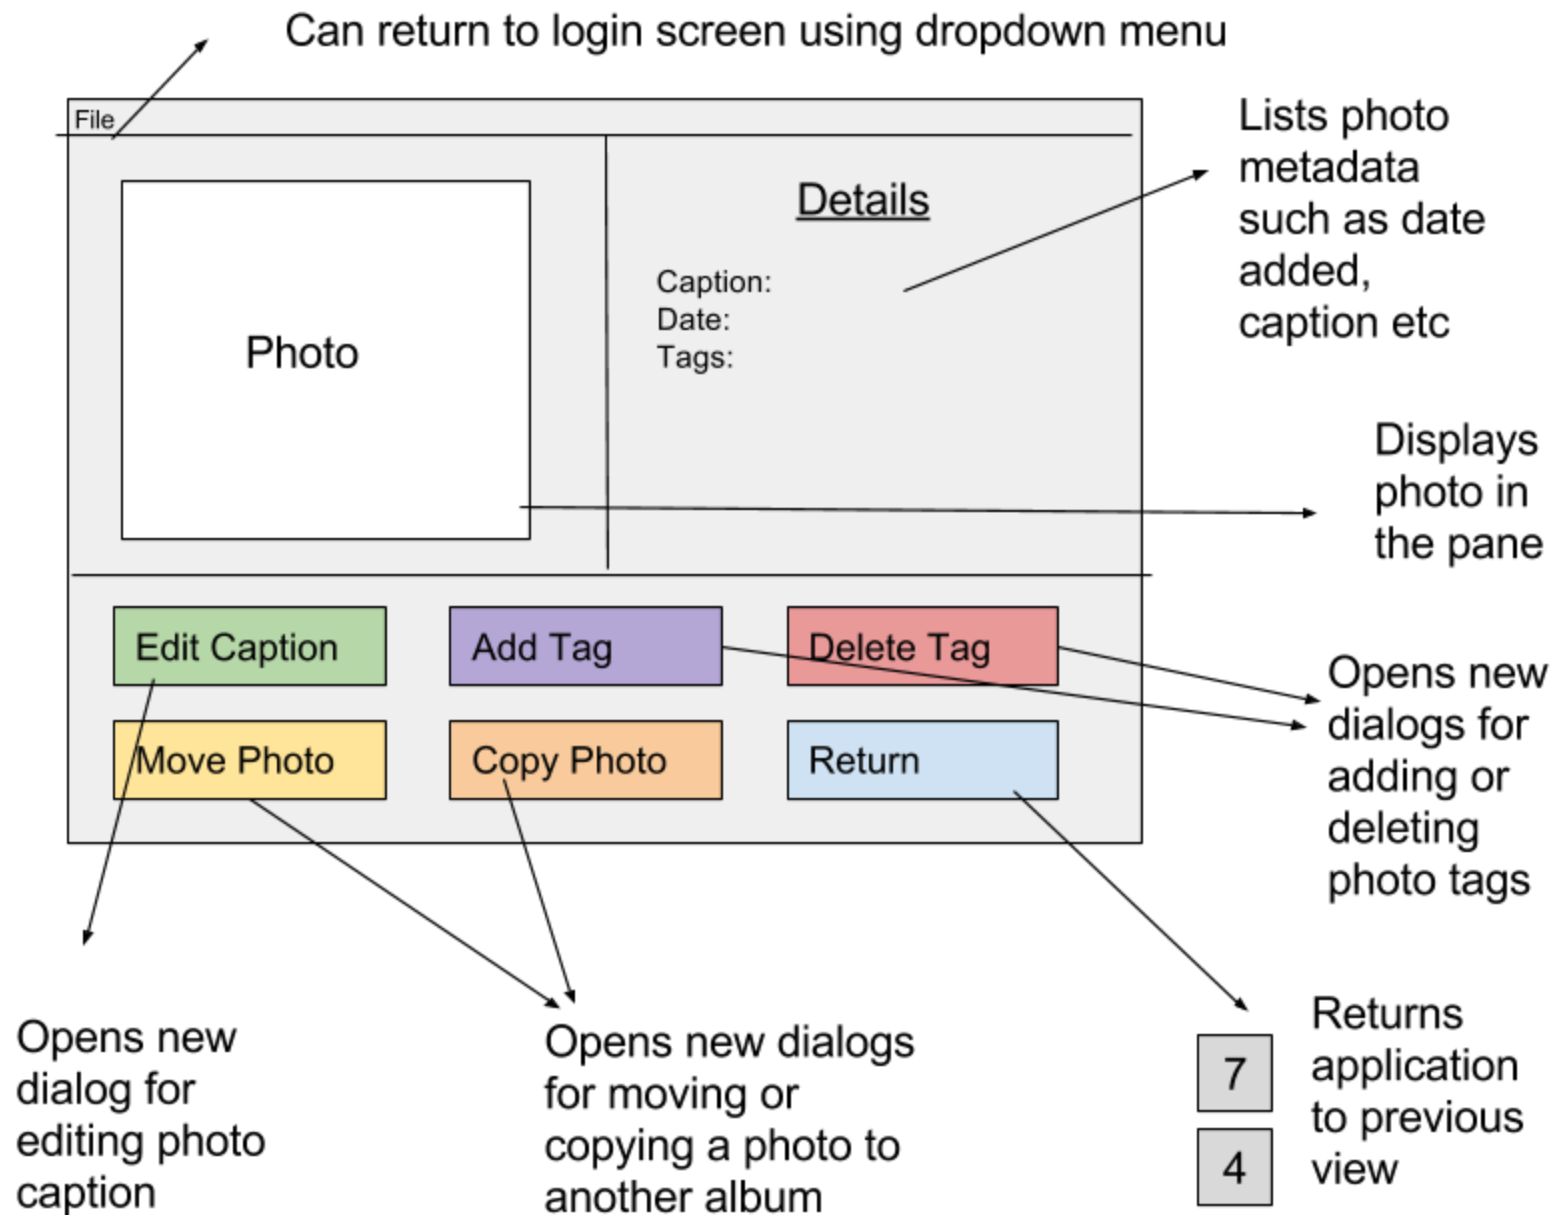 Can return to login screen using dropdown menu
File
Lists photo
metadata
such as date
added,
caption etc
Details
Caption:
Date:
Tags:
Photo
Displays
photo in
the pane
Edit Caption
Add Tag
Delete Tag
Opens new
dialogs for
adding or
deleting
photo tags
Move Photo
Copy Photo
Return
Opens new
dialog for
editing photo
caption
Opens new dialogs
for moving or
copying a photo to
another album
7
4
Returns
application
to previous
view